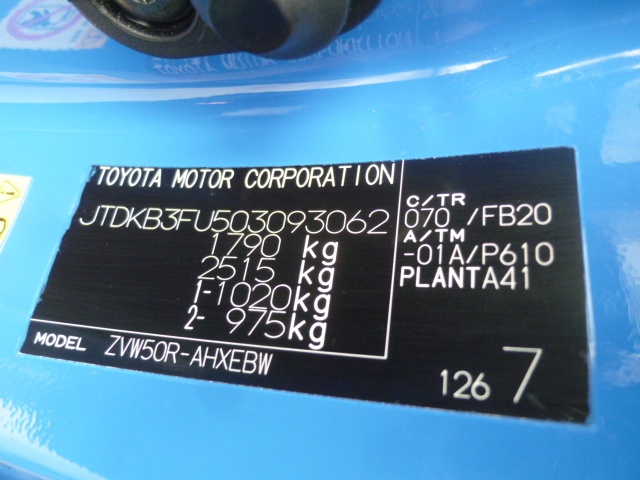 TOYOTA MOTOR CORPORATION
JTDKB3FU503093062
1790 kg
2515 kg
1-1020kg
2- 975kg
MODEL ZVW50R-AHXEBW
C/TR
070 /FB20
A/TM
-01A/P610
PLANTA41
126 7